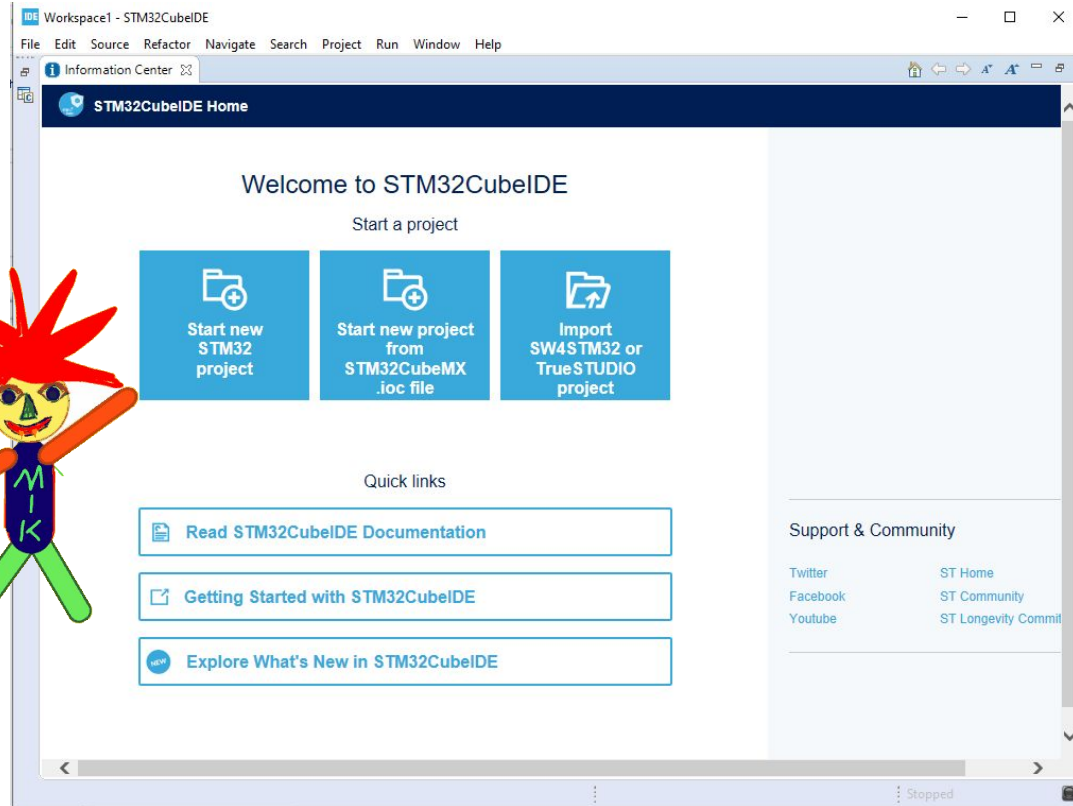 IDE Workspace1 - STM32CubeIDE
File Edit Source Refactor Navigate Search Project Run Window Help
Information Center
STM32CubeIDE Home
Welcome to STM32CubeIDE
Start a project
Start new
STM32
project
Start new project
from
STM32CubeMX
.ioc file
Import
SW4STM32 or
TrueSTUDIO
project
MIK
Quick links
Read STM32CubeIDE Documentation
Getting Started with STM32CubeIDE
NEW Explore What's New in STM32CubeIDE
Support & Community
Twitter ST Home
Facebook ST Community
Youtube ST Longevity Commit
Stopped